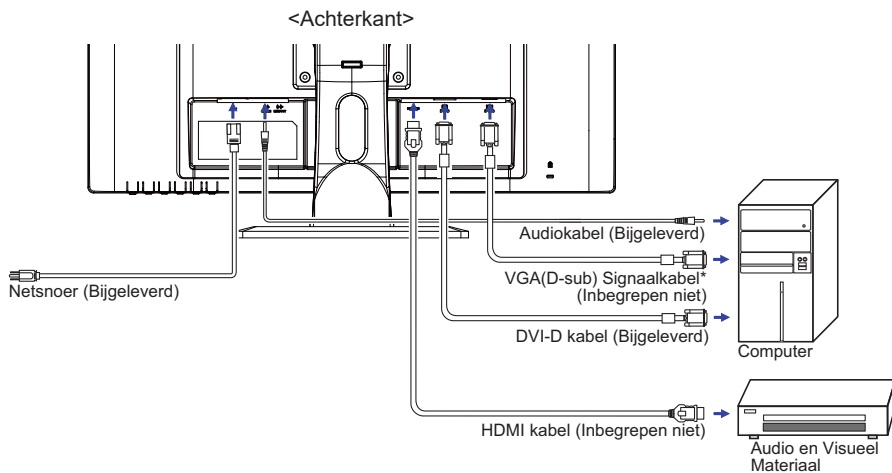 <Achterkant>
Audiokabel (Bijgeleverd)
VGA(D-sub) Signaalkabel*
(Inbegrepen niet)
Netsnoer (Bijgeleverd)
DVI-D kabel (Bijgeleverd)
Computer
HDMI kabel (Inbegrepen niet)
Audio en Visueel
Materiaal